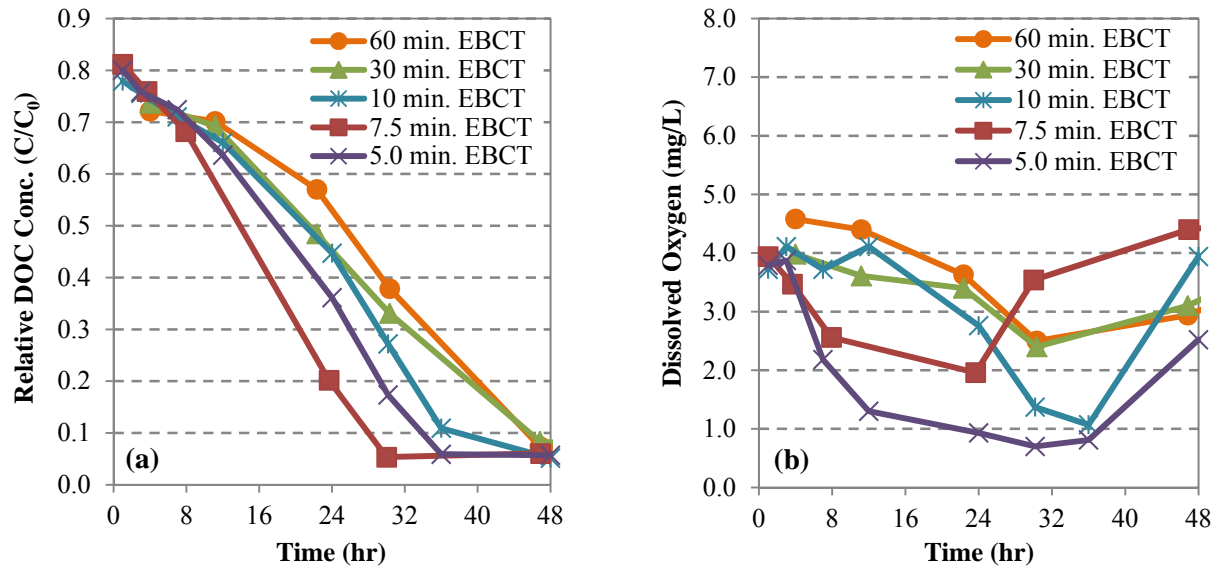 0.9
0.8
0.7
0.6
0.5
0.4
0.3
0.2
0.1
0.0
Relative DOC Conc. (C/C₀)
60 min. EBCT
30 min. EBCT
10 min. EBCT
7.5 min. EBCT
5.0 min. EBCT
(a)
0 8 16 24 32 40 48
Time (hr)
8.0
7.0
6.0
5.0
4.0
3.0
2.0
1.0
0.0
Dissolved Oxygen (mg/L)
60 min. EBCT
30 min. EBCT
10 min. EBCT
7.5 min. EBCT
5.0 min. EBCT
(b)
0 8 16 24 32 40 48
Time (hr)